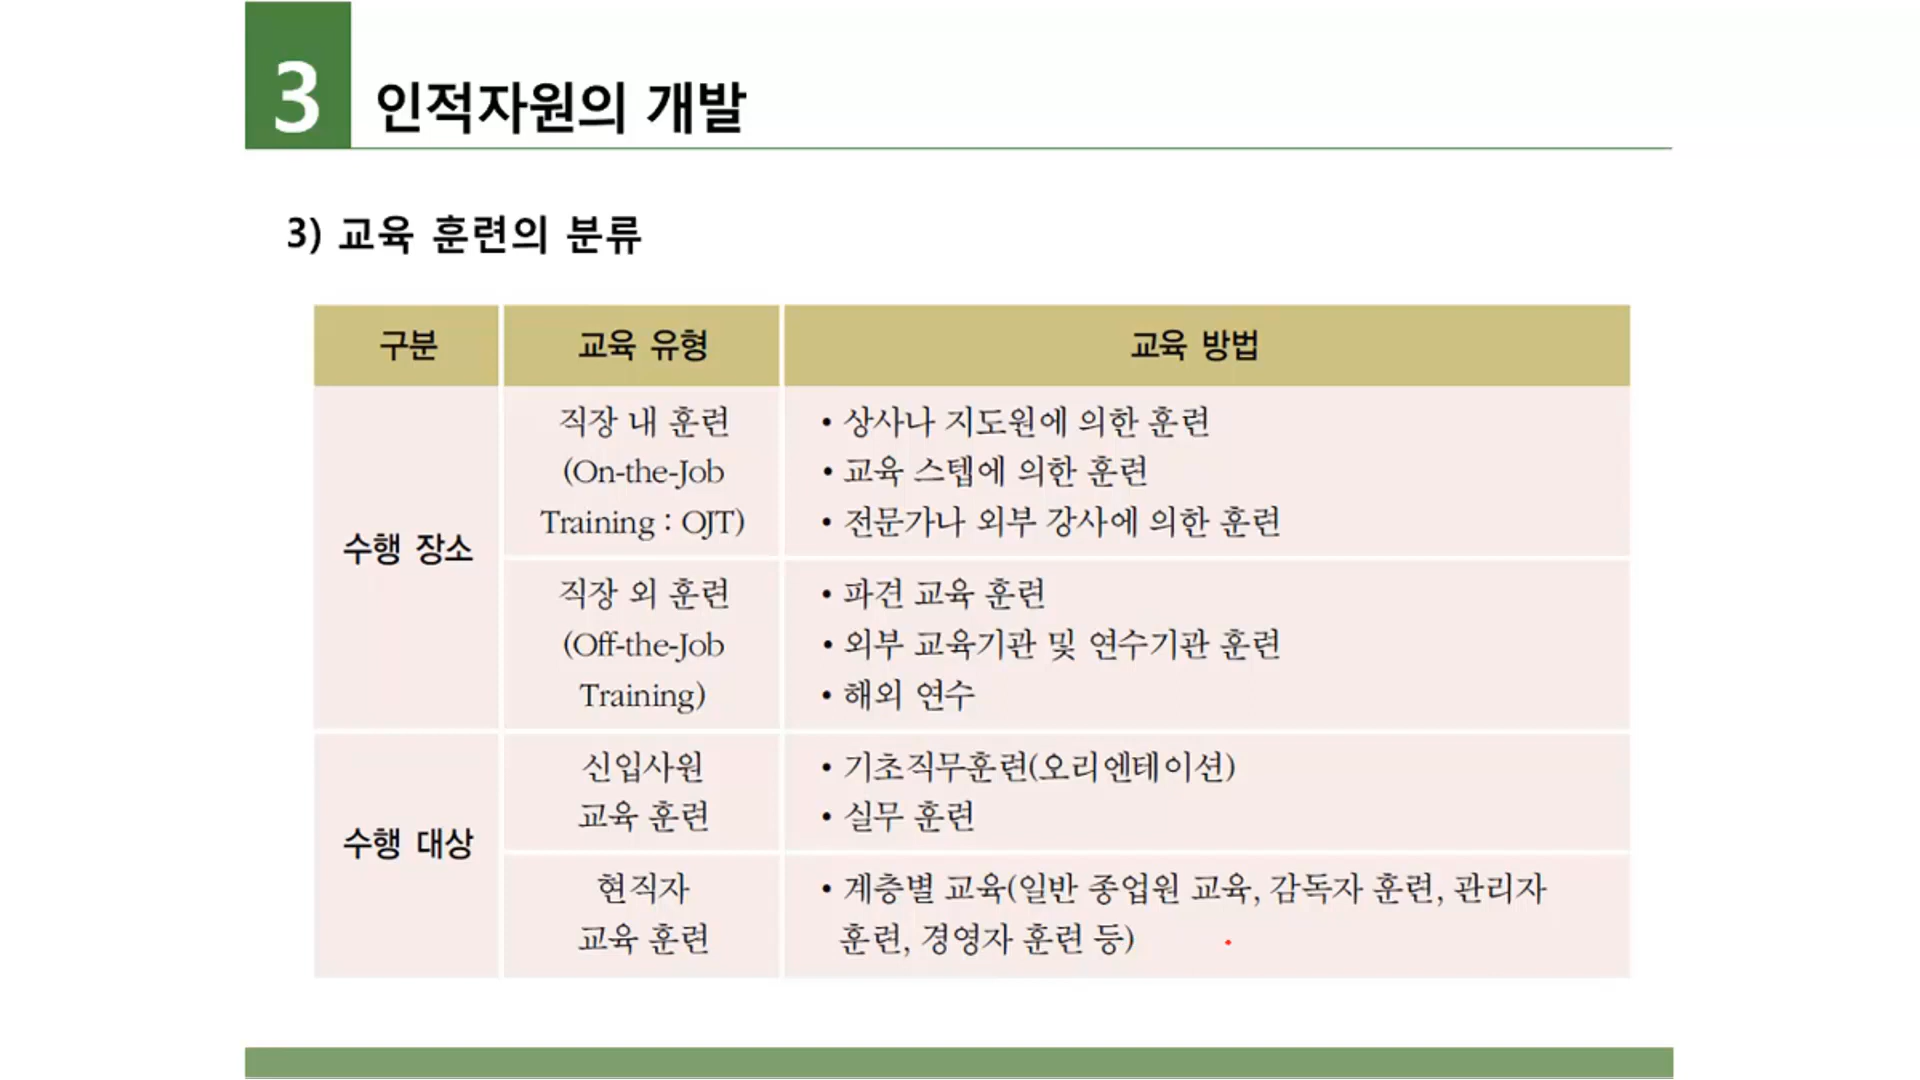 3 인적자원의 개발
3) 교육 훈련의 분류
구분 교육 유형 교육 방법
수행 장소
직장 내 훈련
(On-the-Job
Training : OJT)
• 상사나 지도원에 의한 훈련
• 교육 스텝에 의한 훈련
• 전문가나 외부 강사에 의한 훈련
직장 외 훈련
(Off-the-Job
Training)
• 파견 교육 훈련
• 외부 교육기관 및 연수기관 훈련
• 해외 연수
수행 대상
신입사원
교육 훈련
• 기초직무훈련(오리엔테이션)
• 실무 훈련
현직자
교육 훈련
• 계층별 교육(일반 종업원 교육, 감독자 훈련, 관리자
훈련, 경영자 훈련 등)